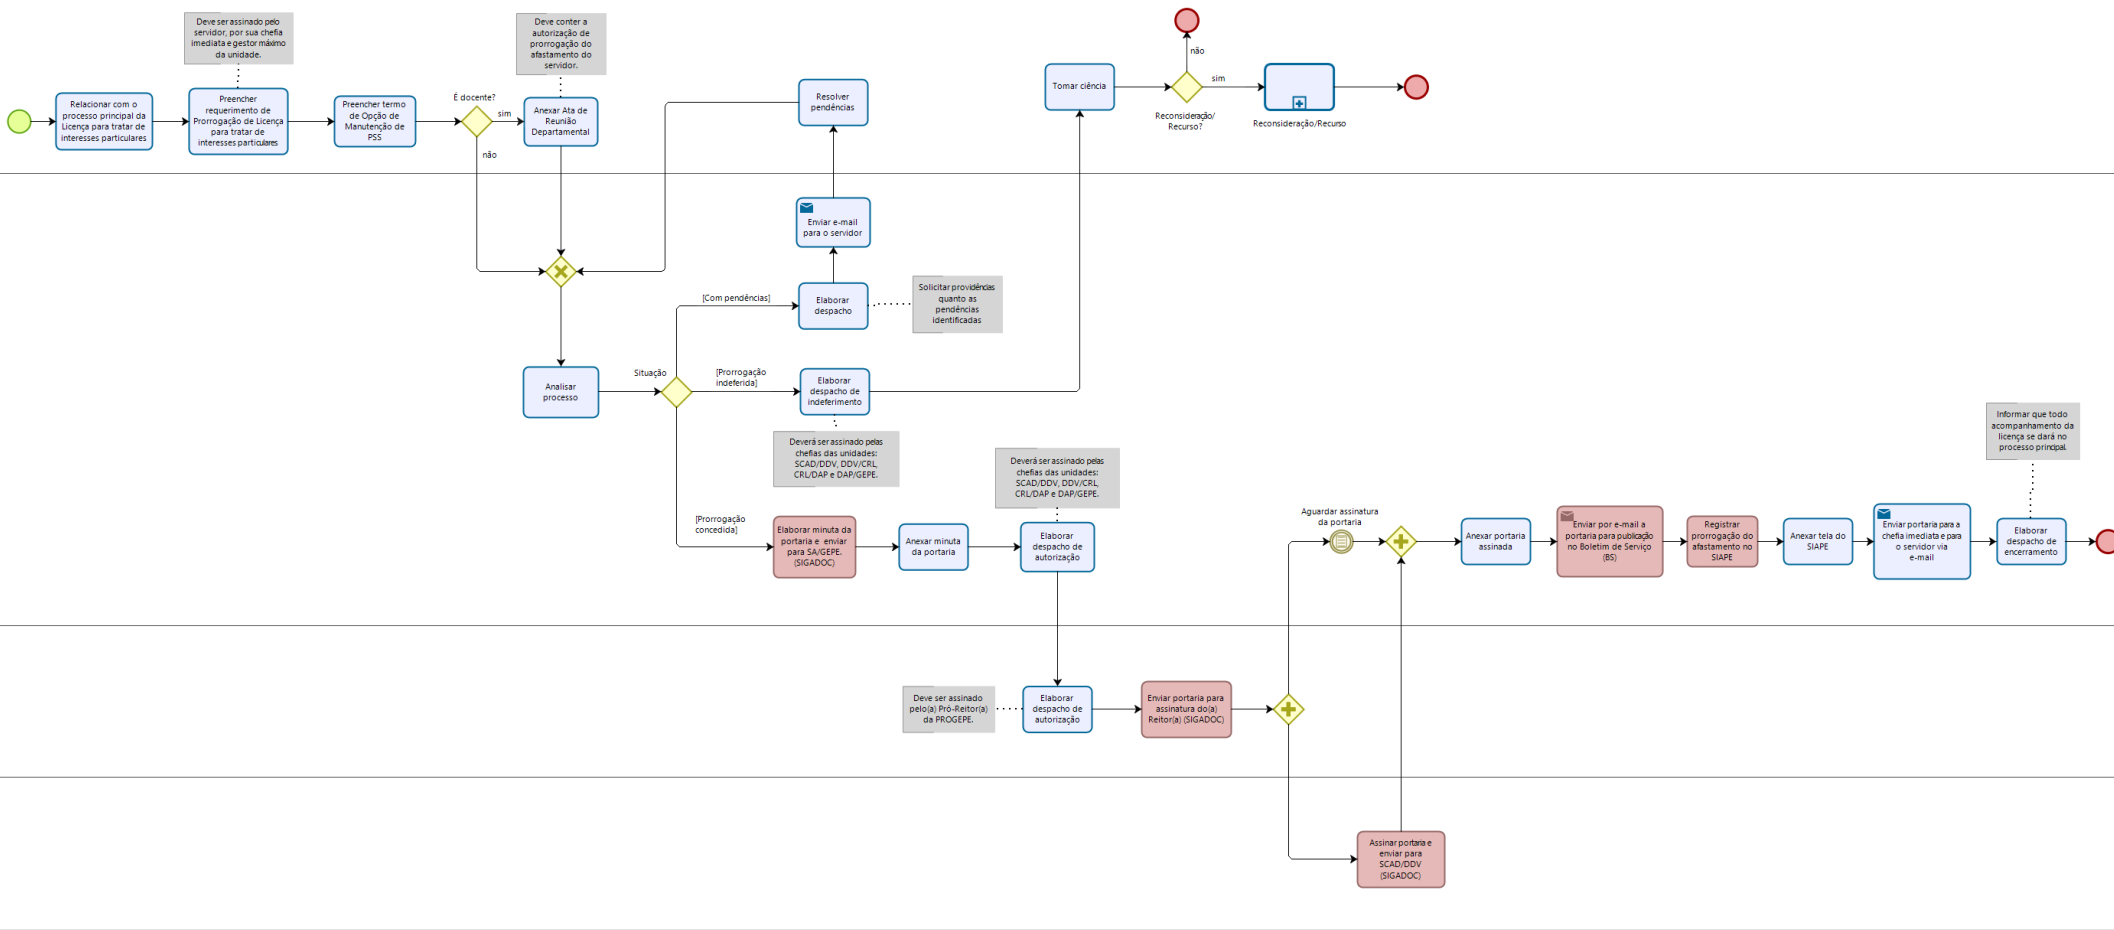 Deve ser assinado pelo
servidor, por sua chefia
imediata e gestor máximo
da unidade.
Relacionar com o
processo principal da
Licença para tratar de
interesses particulares
Preencher
requerimento de
Prorrogação de Licença
para tratar de
interesses particulares
Preencher termo
de Opção de
Manutenção de
PSS
É docente?
sim
não
Deve conter a
autorização de
prorrogação do
afastamento do
servidor.
Anexar Ata de
Reunião
Departamental
Resolver
pendências
Tomar ciência
não
sim
Reconsideração/
Recurso?
Reconsideração/Recurso
Enviar e-mail
para o servidor
[Com pendências]
Elaborar
despacho
Solicitar providências
quanto as
pendências
identificadas
Analisar
processo
Situação
[Prorrogação
indeferida]
Elaborar
despacho de
indeferimento
Deverá ser assinado pelas
chefias das unidades:
SCAD/DDV, DDV/CRL,
CRL/DAP e DAP/GEPE.
[Prorrogação
concedida]
Elaborar minuta da
portaria e enviar
para SA/GEPE.
(SIGADOC)
Anexar minuta
da portaria
Deverá ser assinado pelas
chefias das unidades:
SCAD/DDV, DDV/CRL,
CRL/DAP e DAP/GEPE.
Elaborar
despacho de
autorização
Aguardar assinatura
da portaria
Anexar portaria
assinada
Enviar por e-mail a
portaria para publicação
no Boletim de Serviço
(BS)
Registrar
prorrogação do
afastamento no
SIAPE
Anexar tela do
SIAPE
Enviar portaria para a
chefia imediata e para
o servidor via
e-mail
Informar que todo
acompanhamento da
licença se dará no
processo principal.
Elaborar
despacho de
encerramento
Deve ser assinado
pelo(a) Pró-Reitor(a)
da PROGEPE.
Elaborar
despacho de
autorização
Enviar portaria para
assinatura do(a)
Reitor(a) (SIGADOC)
Assinar portaria e
enviar para
SCAD/DDV
(SIGADOC)